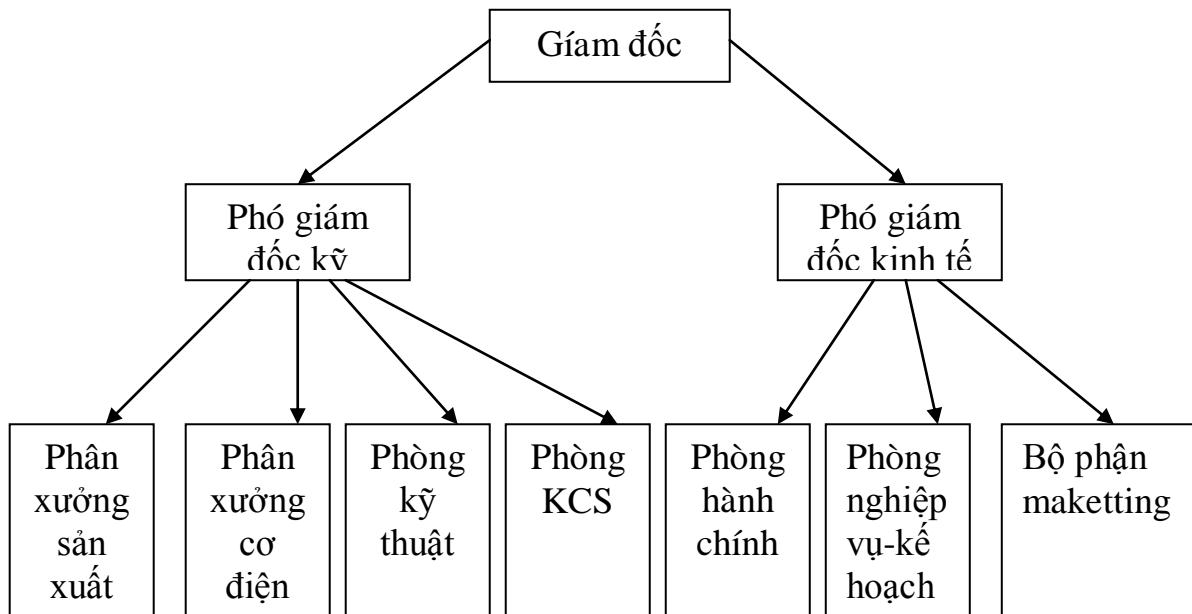 Gíam đốc
Phó giám
đốc kỹ
Phó giám
đốc kinh tế
Phân
xưởng
sản
xuất
Phân
xưởng
cơ
điện
Phòng
kỹ
thuật
Phòng
KCS
Phòng
hành
chính
Phòng
nghiệp
vụ-kế
hoạch
Bộ phận
maketting